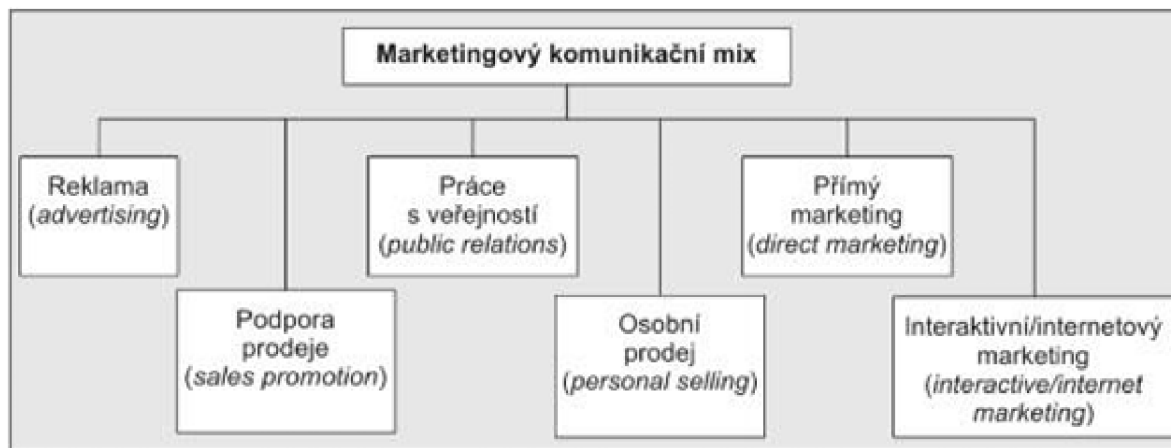 Marketingový komunikační mix
Reklama
(advertising)
Podpora
prodeje
(sales promotion)
Práce
s veřejností
(public relations)
Osobní
prodej
(personal selling)
Přímý
marketing
(direct marketing)
Interaktivní/internetový
marketing
(interactive/internet
marketing)